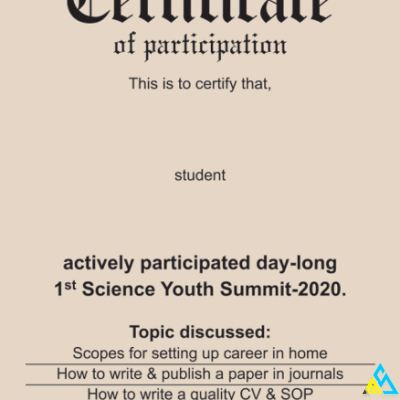 Certificate
of participation
This is to certify that,
student
actively participated day-long
1st Science Youth Summit-2020.
Topic discussed:
Scopes for setting up career in home
How to write & publish a paper in journals
How to write a quality CV & SOP